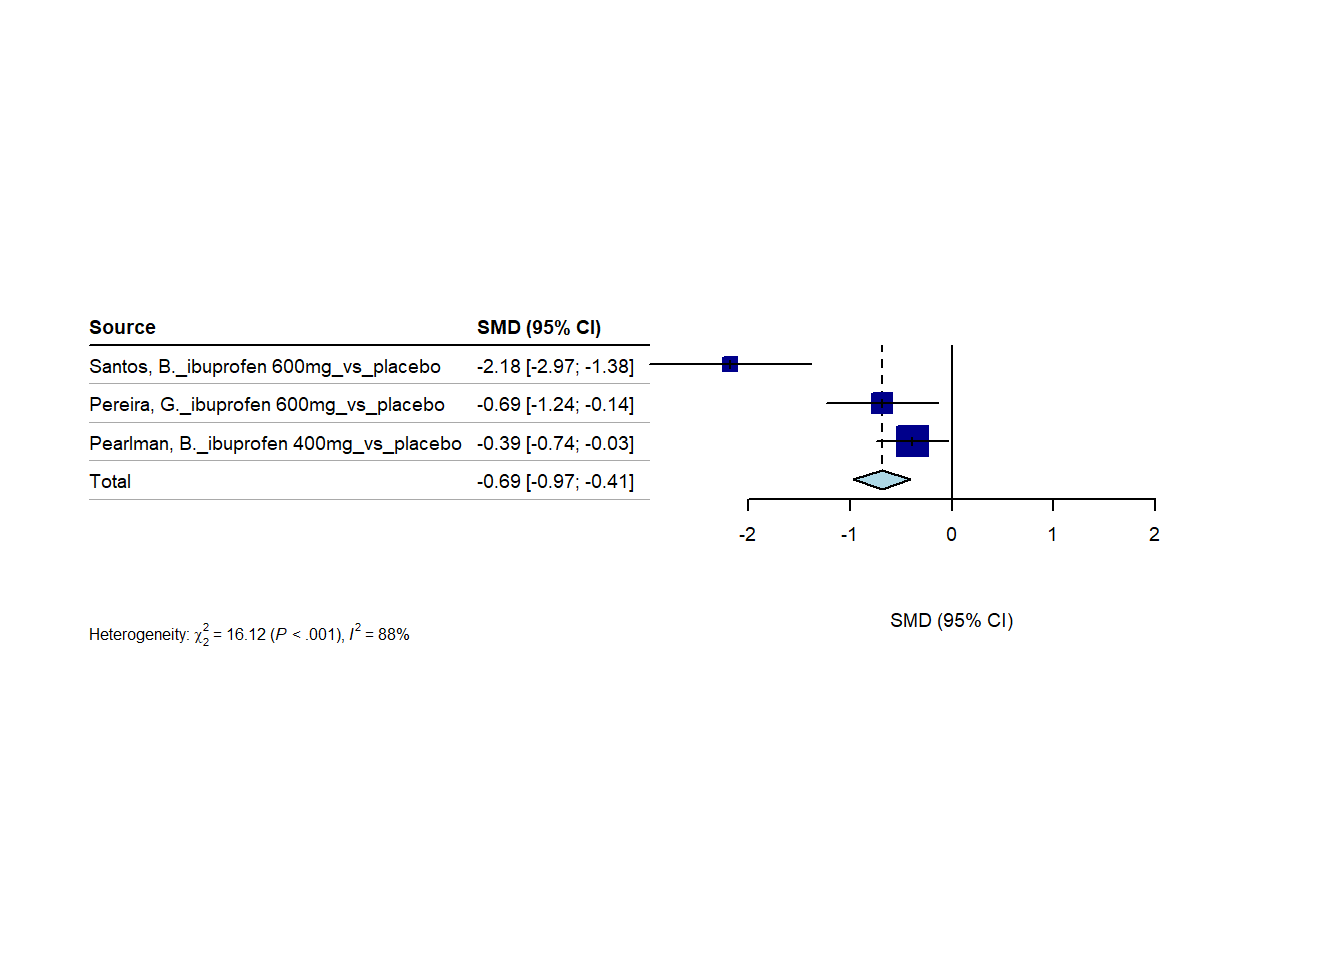 Source SMD (95% CI)
Santos, B._ibuprofen 600mg_vs_placebo -2.18 [-2.97; -1.38]
Pereira, G._ibuprofen 600mg_vs_placebo -0.69 [-1.24; -0.14]
Pearlman, B._ibuprofen 400mg_vs_placebo -0.39 [-0.74; -0.03]
Total -0.69 [-0.97; -0.41]
-2 -1 0 1 2
SMD (95% CI)
Heterogeneity: χ²₂ = 16.12 (P < .001), I² = 88%